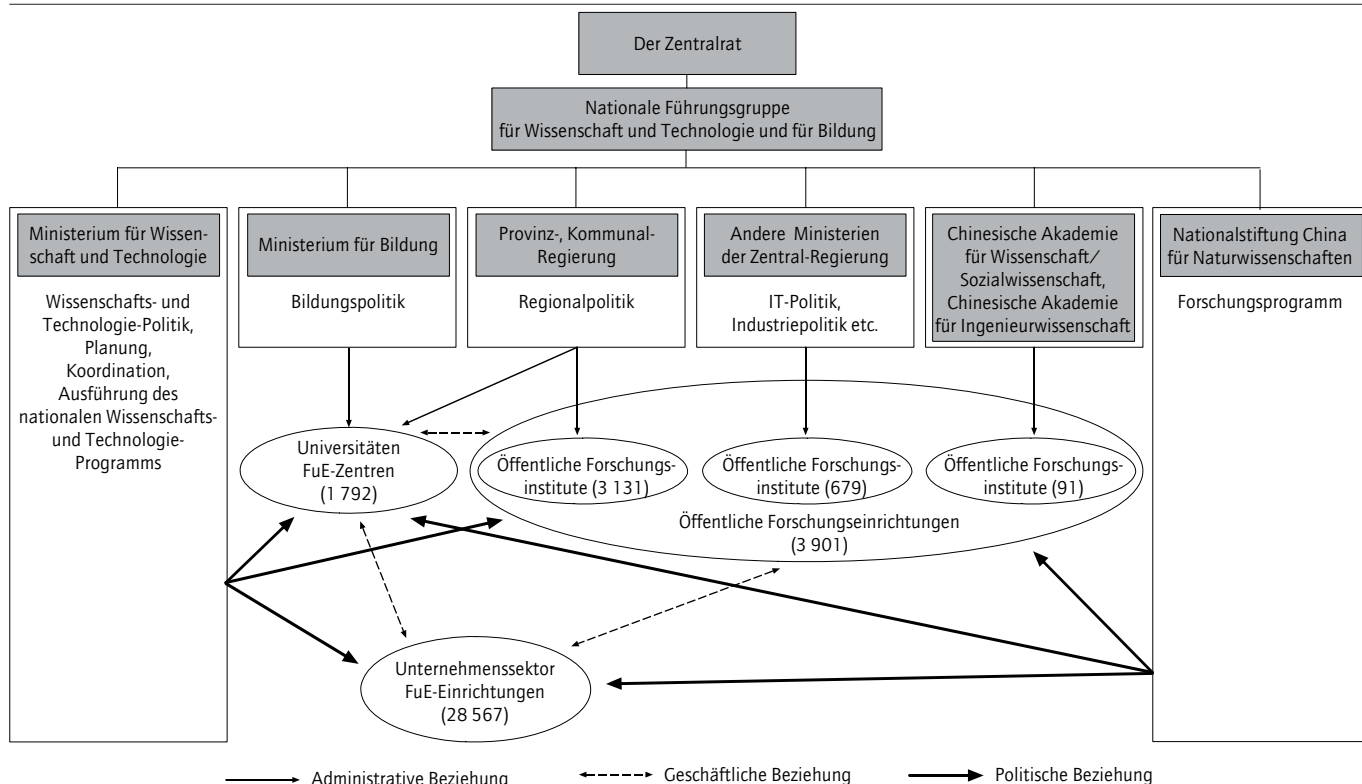 Der Zentralrat
Nationale Führungsgruppe
für Wissenschaft und Technologie und für Bildung
Ministerium für Wissen-
schaft und Technologie
Wissenschafts- und
Technologie-Politik,
Planung,
Koordination,
Ausführung des
nationalen Wissenschafts-
und Technologie-
Programms
Ministerium für Bildung
Bildungspolitik
Provinz-, Kommunal-
Regierung
Regionalpolitik
Andere Ministerien
der Zentral-Regierung
IT-Politik,
Industriepolitik etc.
Chinesische Akademie
für Wissenschaft/
Sozialwissenschaft,
Chinesische Akademie
für Ingenieurwissenschaft
Nationalstiftung China
für Naturwissenschaften
Forschungsprogramm
Universitäten
FuE-Zentren
(1 792)
Öffentliche Forschungs-
institute (3 131)
Öffentliche Forschungs-
institute (679)
Öffentliche Forschungs-
institute (91)
Öffentliche Forschungseinrichtungen
(3 901)
Unternehmenssektor
FuE-Einrichtungen
(28 567)
Administrative Beziehung
Geschäftliche Beziehung
Politische Beziehung